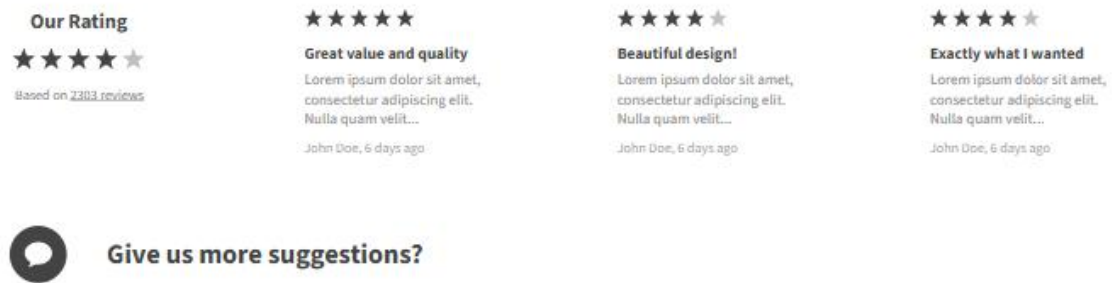 Our Rating
Based on 2303 reviews
Great value and quality
Lorem ipsum dolor sit amet,
consectetur adipiscing elit.
Nulla quam velit...
John Doe, 6 days ago
Beautiful design!
Lorem ipsum dolor sit amet,
consectetur adipiscing elit.
Nulla quam velit...
John Doe, 6 days ago
Exactly what I wanted
Lorem ipsum dolor sit amet,
consectetur adipiscing elit.
Nulla quam velit...
John Doe, 6 days ago
Give us more suggestions?